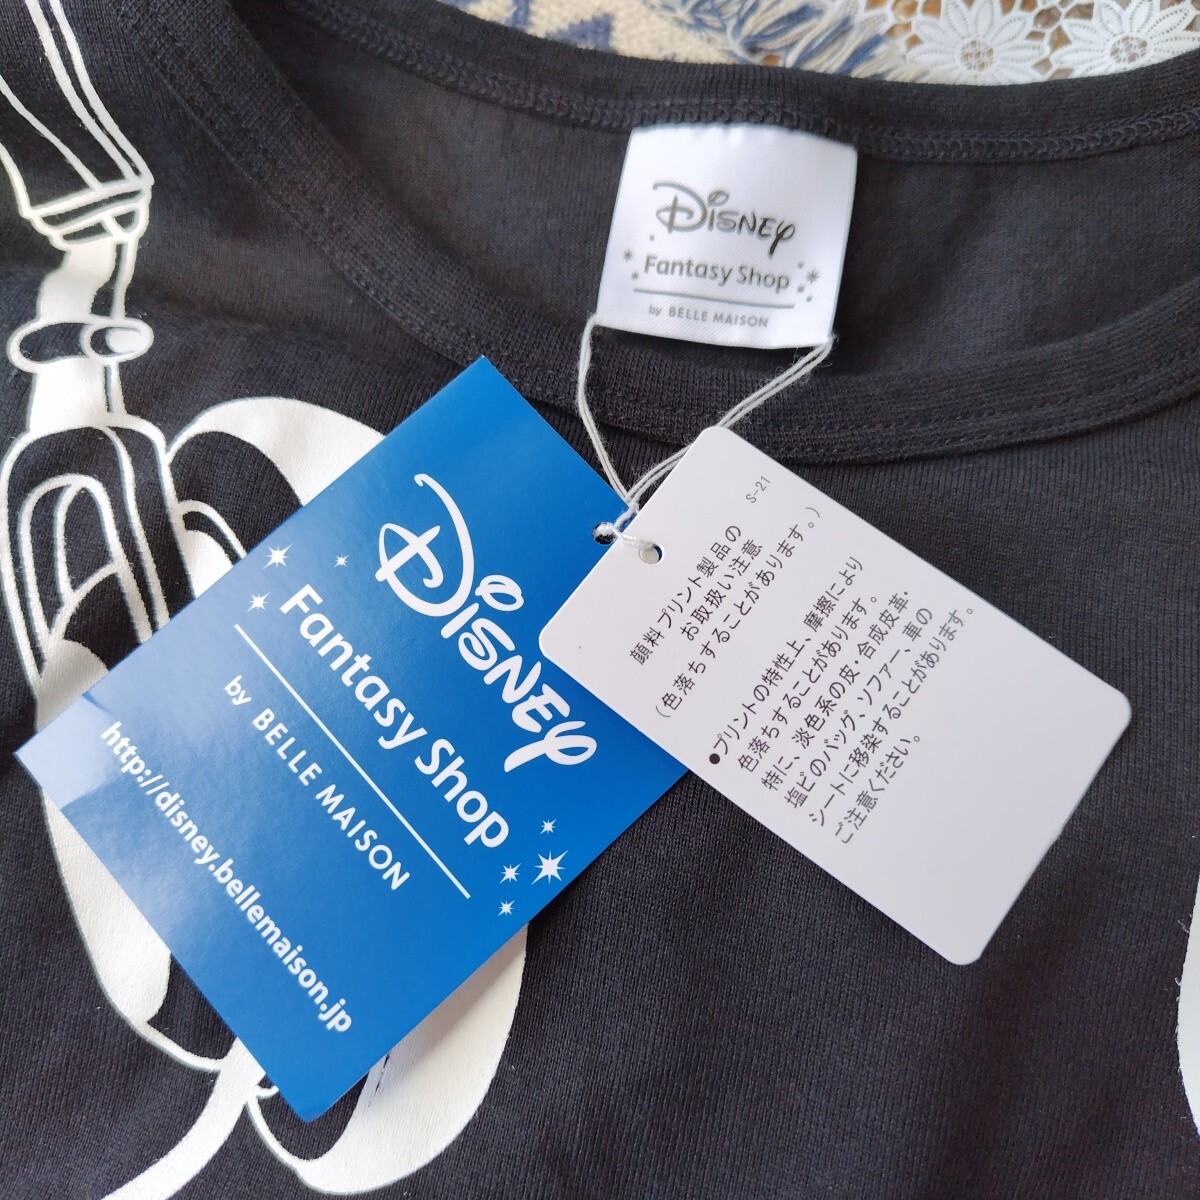 Disney
Fantasy Shop
by BELLE MAISON
Disney
Fantasy Shop
by BELLE MAISON
http://disney.bellemaison.jp
S-21
顔料プリント製品の
お取扱い注意
(色落ちすることがあります。)
●プリントの特性上、摩擦により
色落ちすることがあります。
特に、淡色系の皮・合成皮革・
塩ビのバッグ、ソファー、車の
シートに移染することがあります。
ご注意ください。